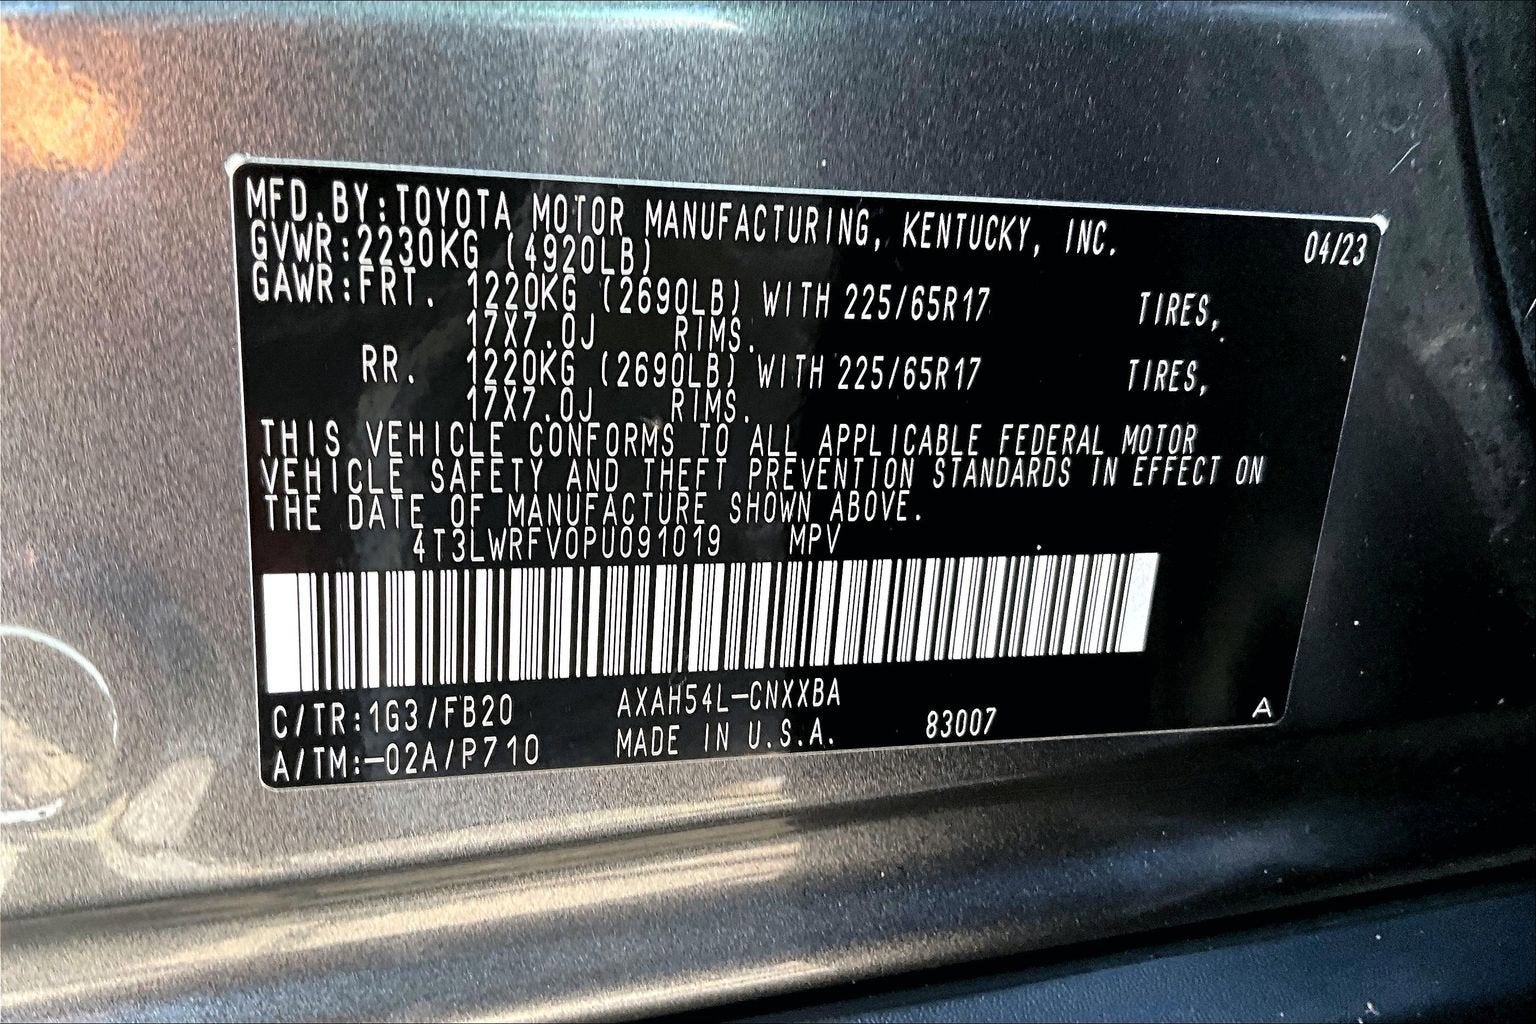 MFD.BY:TOYOTA MOTOR MANUFACTURING, KENTUCKY, INC. 04/23
GVWR:2230KG (4920LB)
GAWR:FRT. 1220KG (2690LB) WITH 225/65R17 TIRES,
17X7.0J RIMS.
RR. 1220KG (2690LB) WITH 225/65R17 TIRES,
17X7.0J RIMS.
THIS VEHICLE CONFORMS TO ALL APPLICABLE FEDERAL MOTOR
VEHICLE SAFETY AND THEFT PREVENTION STANDARDS IN EFFECT ON
THE DATE OF MANUFACTURE SHOWN ABOVE.
4T3LWRFV0PU091019 MPV
C/TR:1G3/FB20 AXAH54L-CNXXBA
A/TM:-02A/P710 MADE IN U.S.A. 83007 A